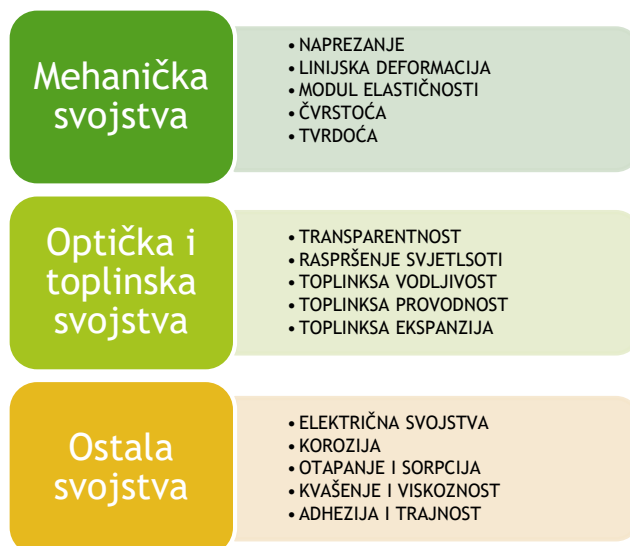 Mehanička
svojstva
• NAPREZANJE
• LINIJSKA DEFORMACIJA
• MODUL ELASTIČNOSTI
• ČVRSTOĆA
• TVRDOĆA
Optička i
toplinska
svojstva
• TRANSPARENTNOST
• RASPRŠENJE SVJETLSOTI
• TOPLINKSA VODLJIVOST
• TOPLINKSA PROVODNOST
• TOPLINKSA EKSPANZIJA
Ostala
svojstva
• ELEKTRIČNA SVOJSTVA
• KOROZIJA
• OTAPANJE I SORPCIJA
• KVAŠENJE I VISKOZNOST
• ADHEZIJA I TRAJNOST